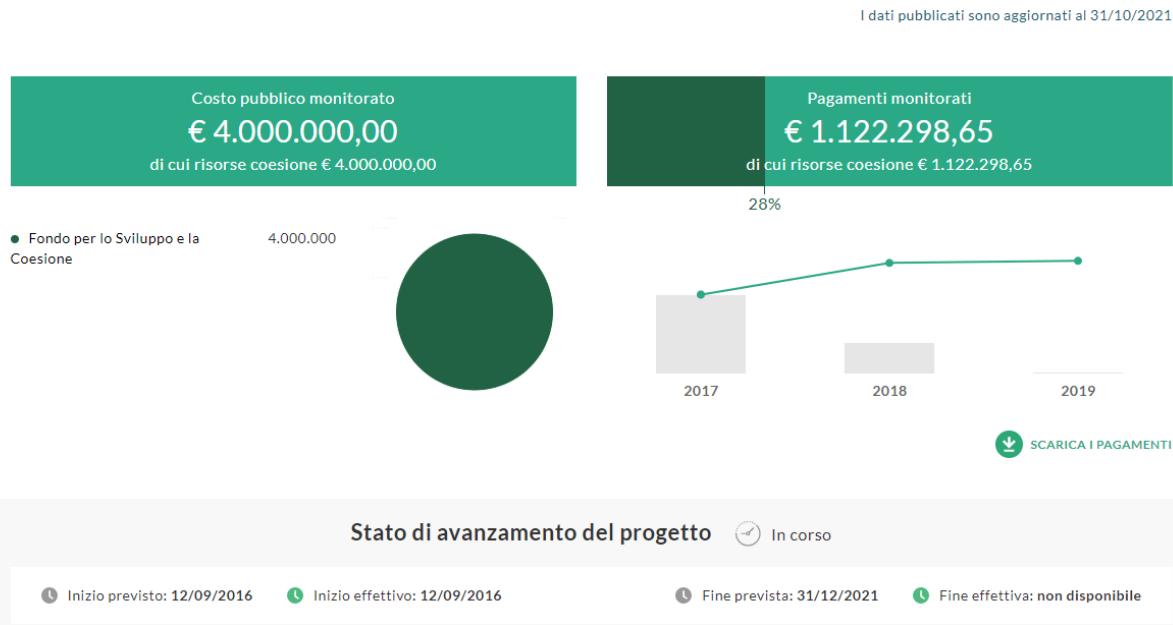 I dati pubblicati sono aggiornati al 31/10/2021
Costo pubblico monitorato
€ 4.000.000,00
di cui risorse coesione € 4.000.000,00
Pagamenti monitorati
€ 1.122.298,65
di cui risorse coesione € 1.122.298,65
28%
Fondo per lo Sviluppo e la 4.000.000
Coesione
2017 2018 2019
SCARICA I PAGAMENTI
Stato di avanzamento del progetto In corso
Inizio previsto: 12/09/2016 Inizio effettivo: 12/09/2016 Fine prevista: 31/12/2021 Fine effettiva: non disponibile